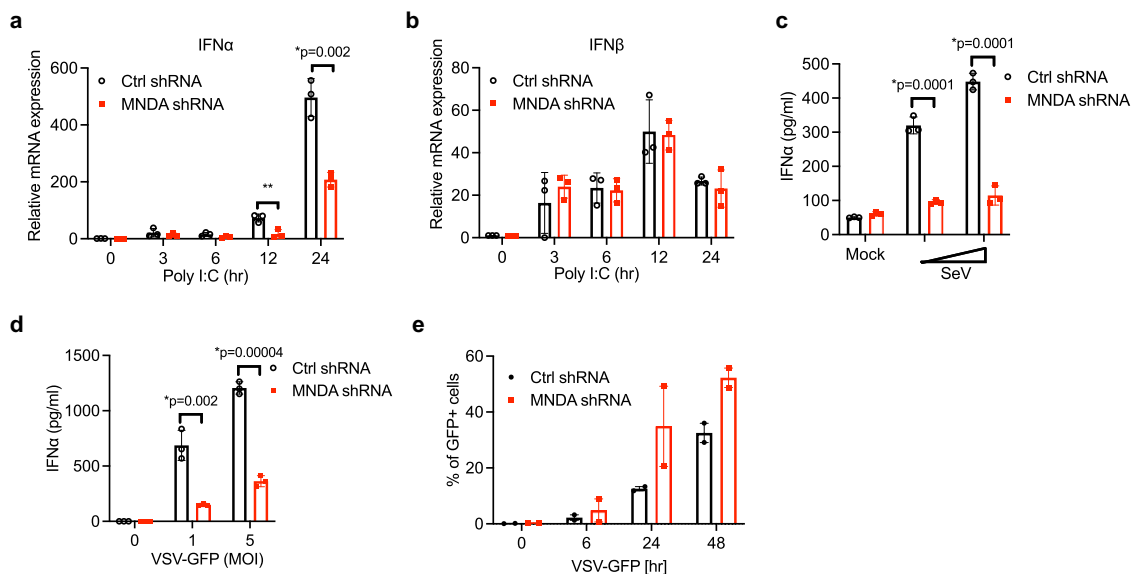 a
IFNα
Relative mRNA expression
600
400
200
0
Ctrl shRNA
MNDA shRNA
*p=0.002
**
0 3 6 12 24
Poly I:C (hr)
b
IFNβ
Relative mRNA expression
80
60
40
20
0
Ctrl shRNA
MNDA shRNA
0 3 6 12 24
Poly I:C (hr)
c
IFNα (pg/ml)
500
400
300
200
100
0
*p=0.0001
*p=0.0001
Ctrl shRNA
MNDA shRNA
Mock
SeV
d
IFNα (pg/ml)
1500
1000
500
0
*p=0.00004
*p=0.002
Ctrl shRNA
MNDA shRNA
0 1 5
VSV-GFP (MOI)
e
% of GFP+ cells
60
40
20
0
Ctrl shRNA
MNDA shRNA
0 6 24 48
VSV-GFP [hr]